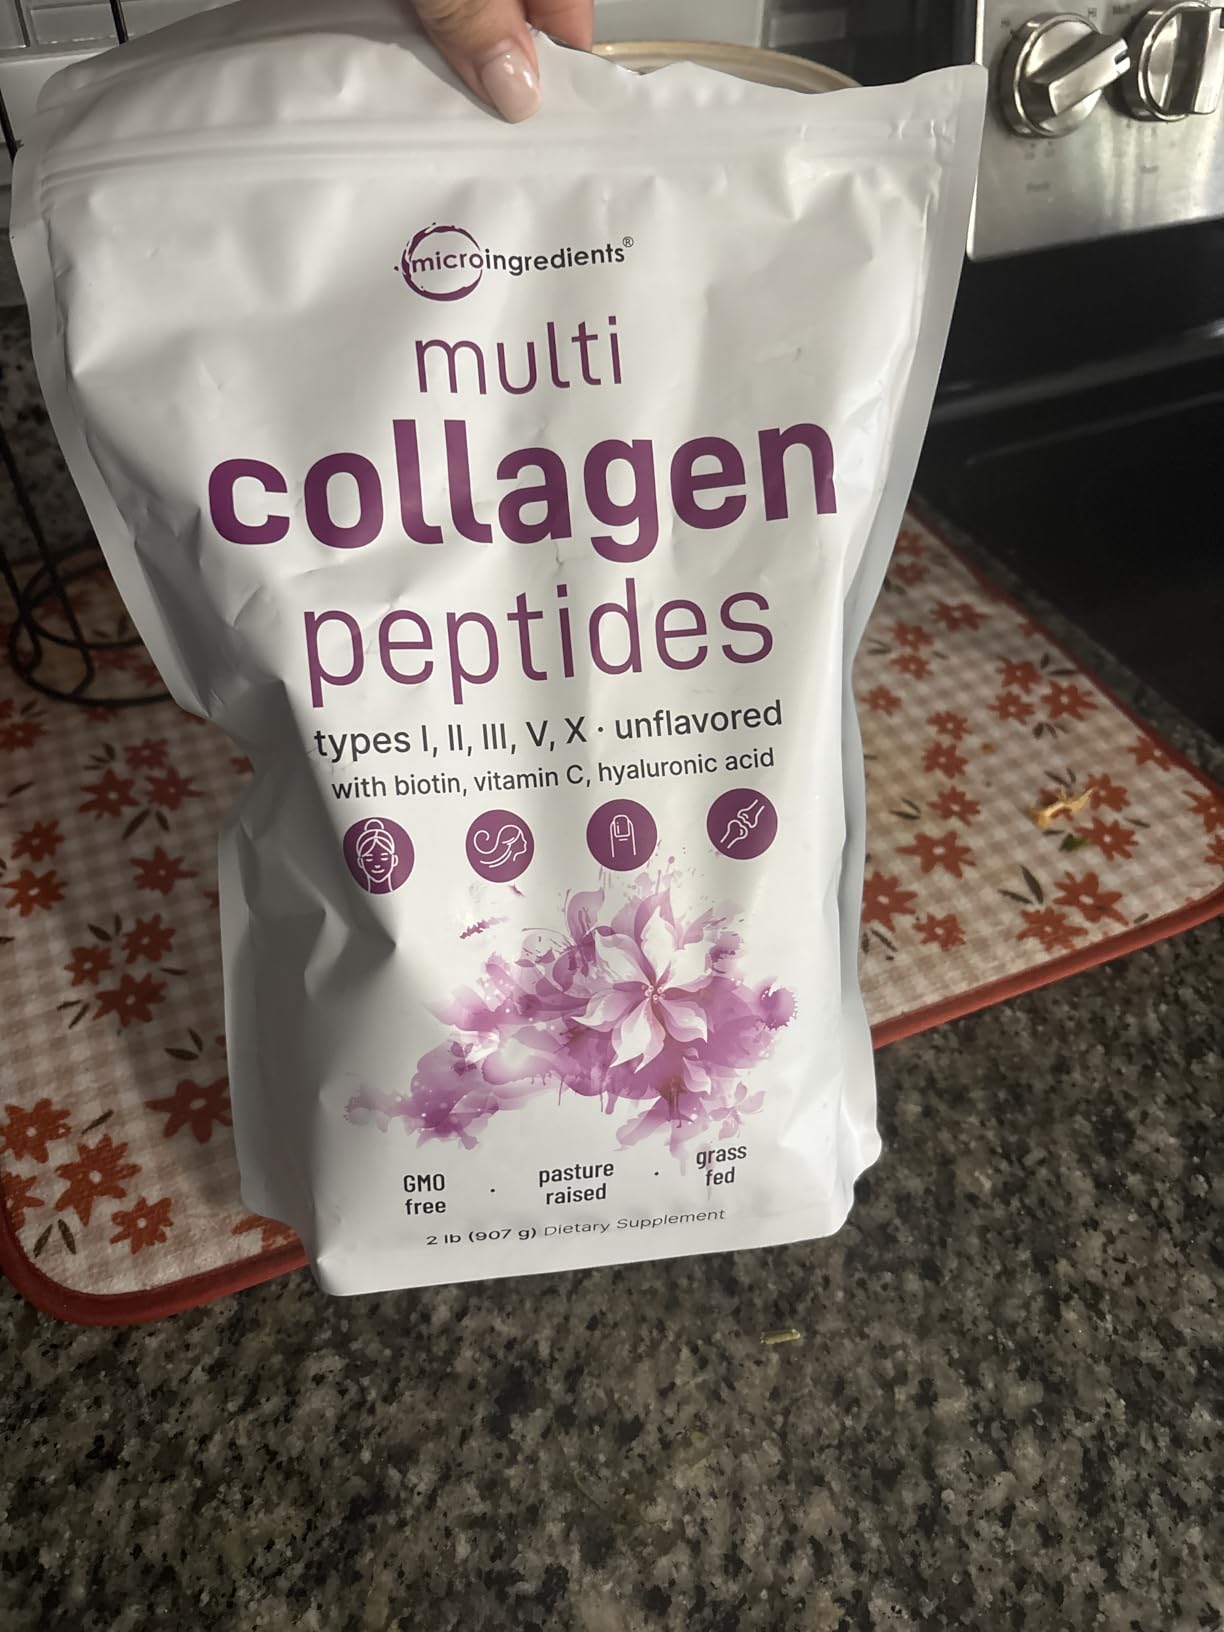 microingredients®
multi
collagen
peptides
types I, II, III, V, X · unflavored
with biotin, vitamin C, hyaluronic acid
GMO free · pasture raised · grass fed
2 lb (907 g) Dietary Supplement